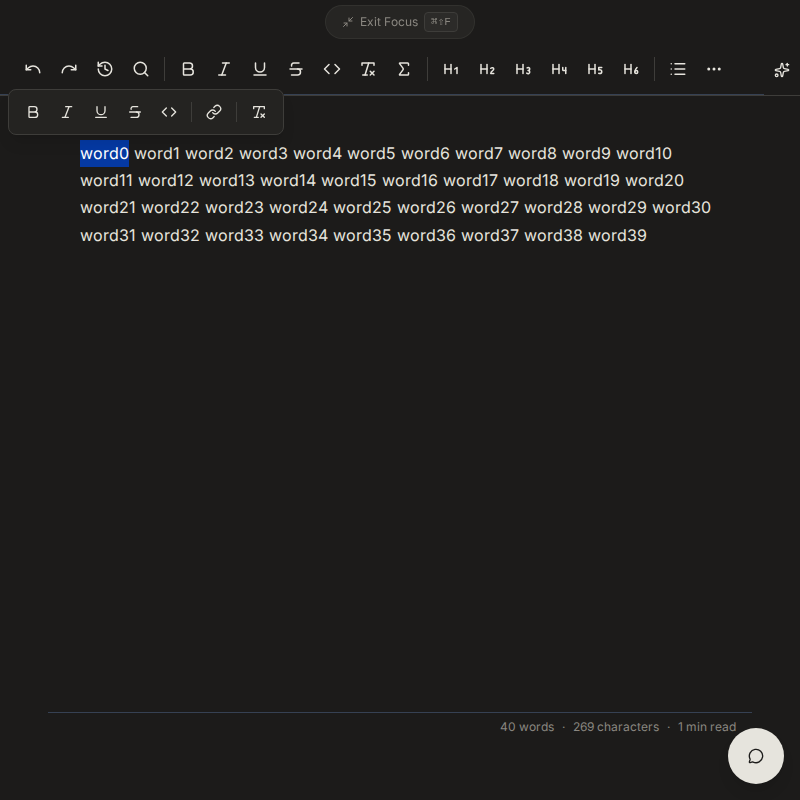 Exit Focus ⌘⇧F
H1 H2 H3 H4 H5 H6
word0 word1 word2 word3 word4 word5 word6 word7 word8 word9 word10
word11 word12 word13 word14 word15 word16 word17 word18 word19 word20
word21 word22 word23 word24 word25 word26 word27 word28 word29 word30
word31 word32 word33 word34 word35 word36 word37 word38 word39
40 words · 269 characters · 1 min read